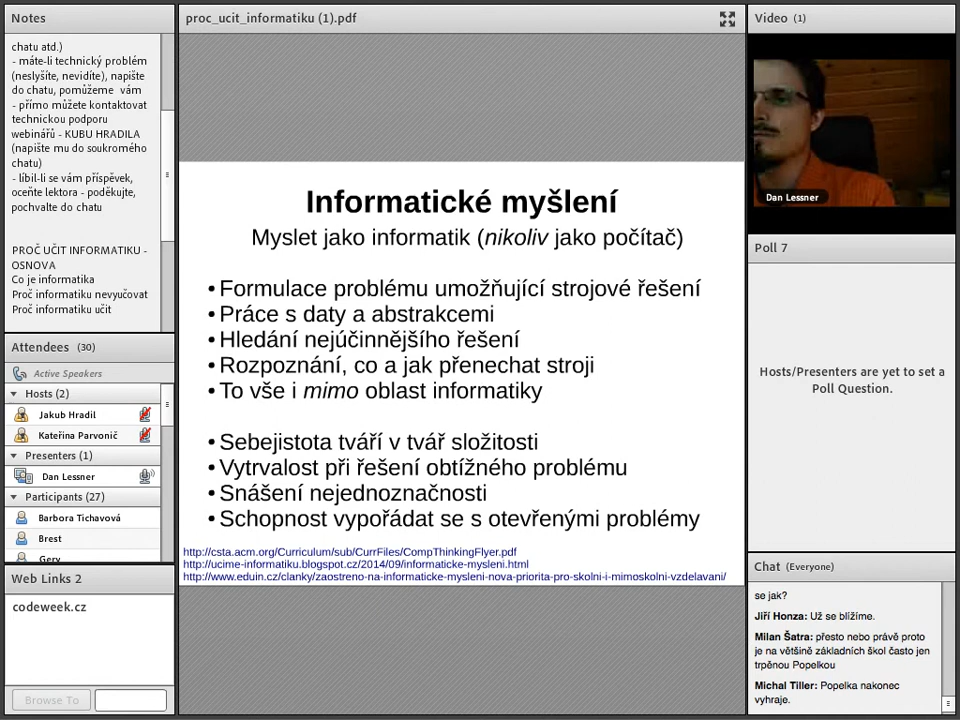 Notes
chatu atd.)
- máte-li technický problém
(neslyšíte, nevidíte), napište
do chatu, pomůžeme vám
- přímo můžete kontaktovat
technickou podporu
webinářů - KUBU HRADILA
(napište mu do soukromého
chatu)
- líbil-li se vám příspěvek,
oceňte lektora - poděkujte,
pochvalte do chatu
PROČ UČIT INFORMATIKU -
OSNOVA
Co je informatika
Proč informatiku nevyučovat
Proč informatiku učit
Attendees (30)
Active Speakers
Hosts (2)
Jakub Hradil
Kateřina Parvonič
Presenters (1)
Dan Lessner
Participants (27)
Barbora Tichavová
Brest
Gery
Web Links 2
codeweek.cz
Browse To
proc_ucit_informatiku (1).pdf
Informatické myšlení
Myslet jako informatik (nikoliv jako počítač)
• Formulace problému umožňující strojové řešení
• Práce s daty a abstrakcemi
• Hledání nejúčinnějšího řešení
• Rozpoznání, co a jak přenechat stroji
• To vše i mimo oblast informatiky
• Sebejistota tváří v tvář složitosti
• Vytrvalost při řešení obtížného problému
• Snášení nejednoznačnosti
• Schopnost vypořádat se s otevřenými problémy
http://csta.acm.org/Curriculum/sub/CurrFiles/CompThinkingFlyer.pdf
http://ucime-informatiku.blogspot.cz/2014/09/informaticke-mysleni.html
http://www.eduin.cz/clanky/zaostreno-na-informaticke-mysleni-nova-priorita-pro-skolni-i-mimoskolni-vzdelavani/
Video (1)
Dan Lessner
Poll 7
Hosts/Presenters are yet to set a
Poll Question.
Chat (Everyone)
se jak?
Jiří Honza: Už se blížíme.
Milan Šatra: přesto nebo právě proto
je na většině základních škol často jen
trpěnou Popelkou
Michal Tiller: Popelka nakonec
vyhraje.